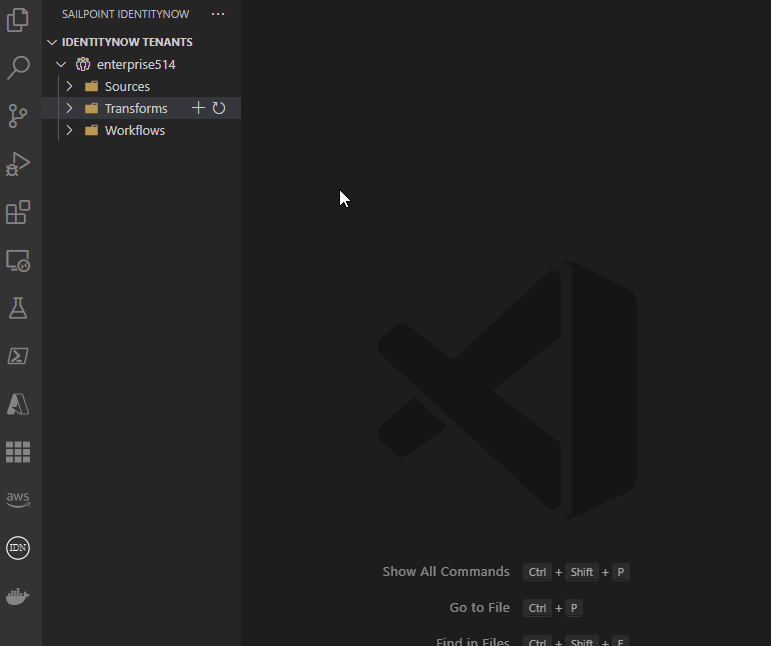 SAILPOINT IDENTITYNOW ...
IDENTITYNOW TENANTS
enterprise514
Sources
Transforms
Workflows
aws
IDN
Show All Commands Ctrl + Shift + P
Go to File Ctrl + P
Find in Files Ctrl + Shift + F